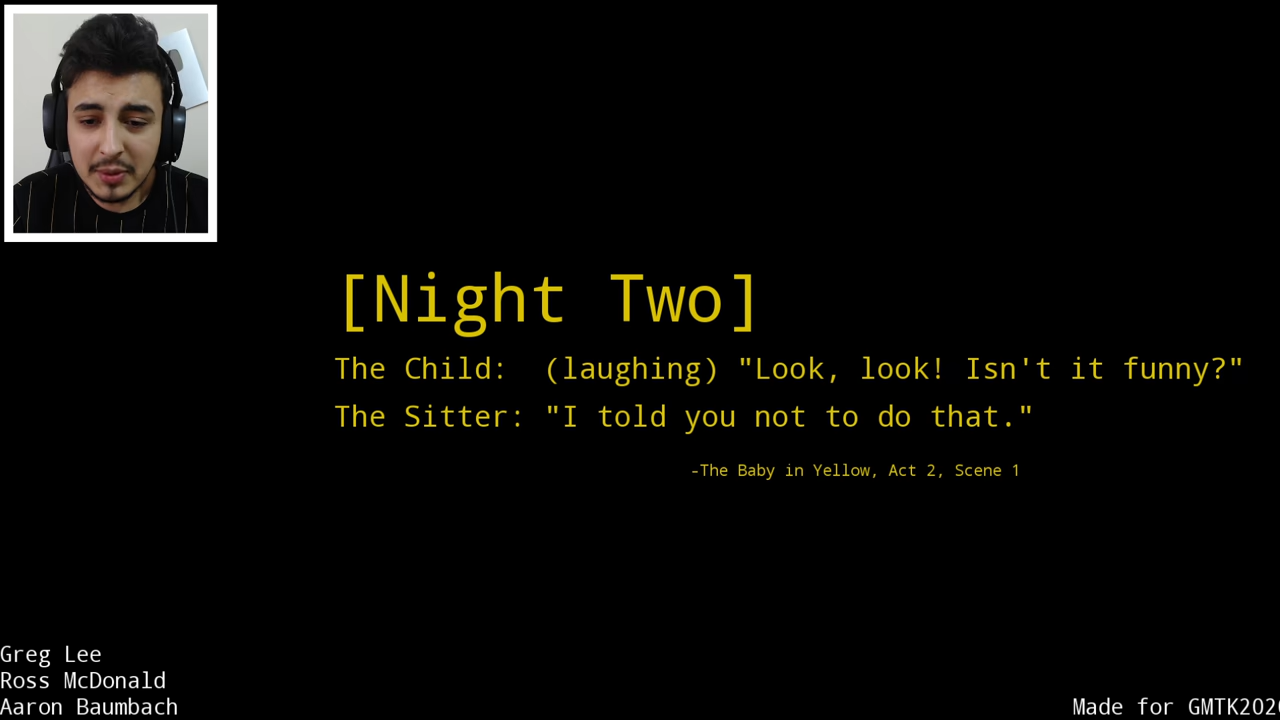 [Night Two]
The Child: (laughing) "Look, look! Isn't it funny?"
The Sitter: "I told you not to do that."
-The Baby in Yellow, Act 2, Scene 1
Greg Lee
Ross McDonald
Aaron Baumbach
Made for GMTK202